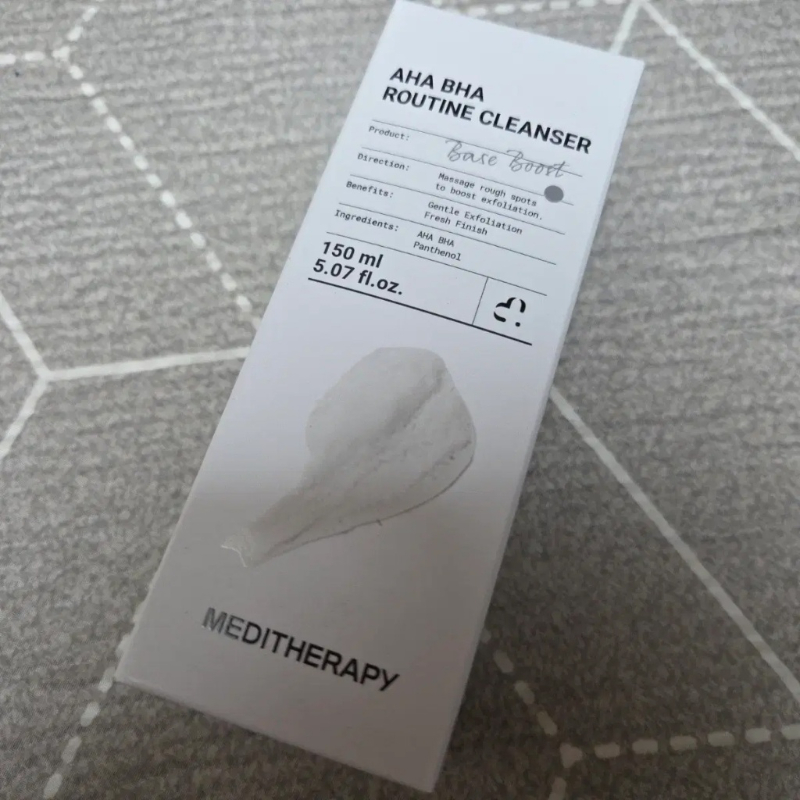 AHA BHA
ROUTINE CLEANSER
Product: Base Boost
Direction: Massage rough spots
to boost exfoliation.
Benefits: Gentle Exfoliation
Fresh Finish
Ingredients: AHA BHA
Panthenol
150 ml
5.07 fl.oz.
MEDITHERAPY